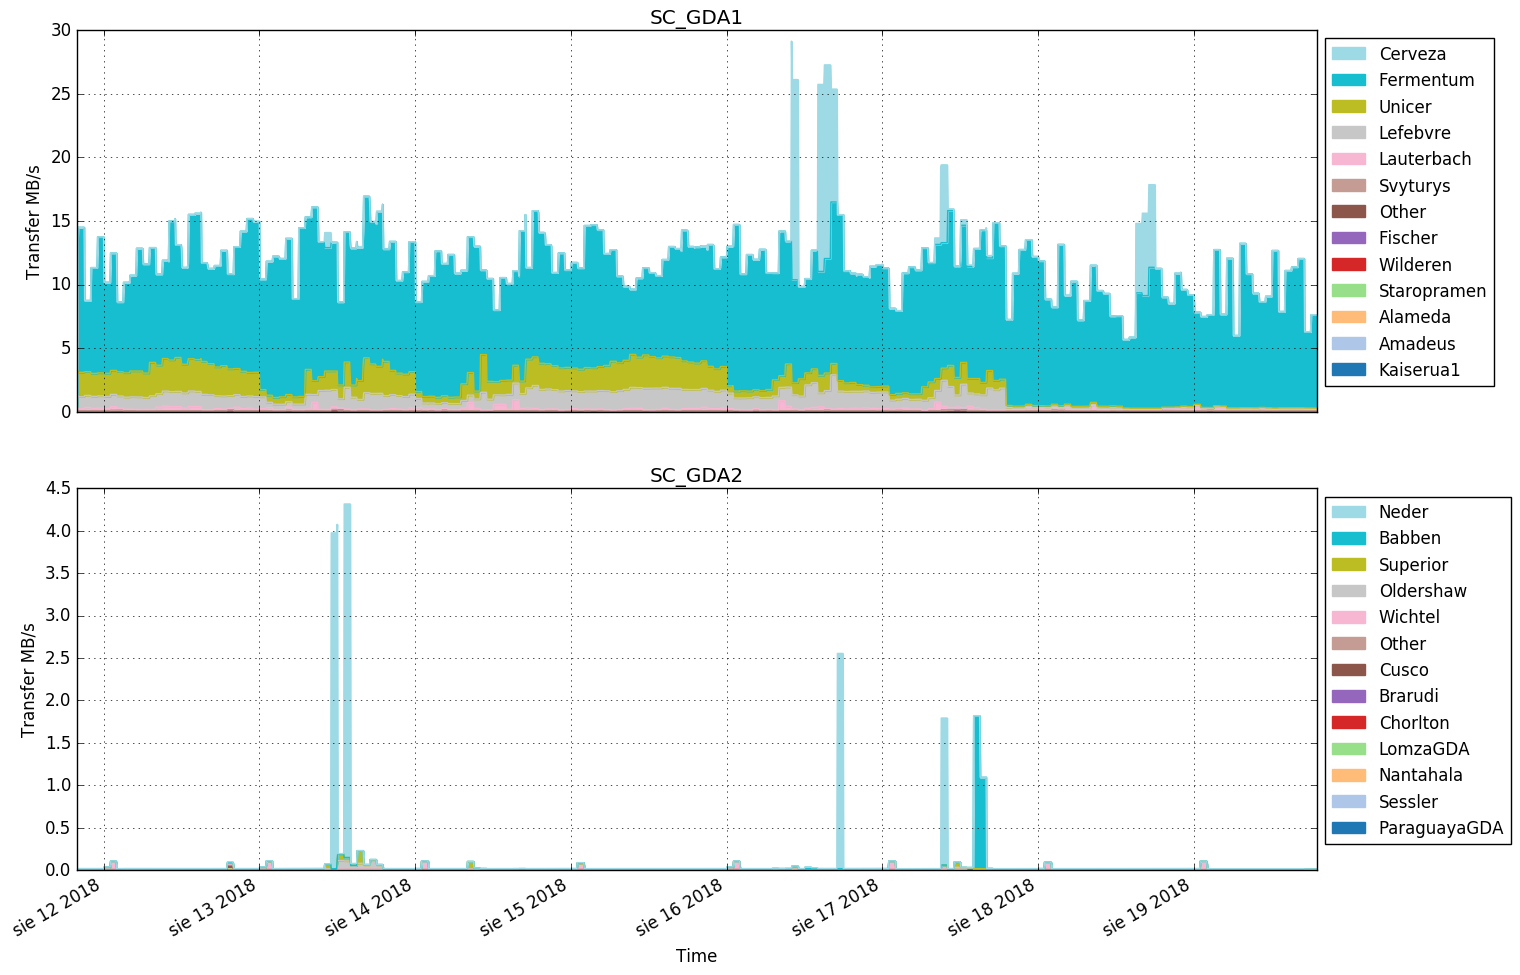 SC_GDA1
30
25
20
15
10
5
0
Transfer MB/s
Cerveza
Fermentum
Unicer
Lefebvre
Lauterbach
Svyturys
Other
Fischer
Wilderen
Staropramen
Alameda
Amadeus
Kaiserua1
SC_GDA2
4.5
4.0
3.5
3.0
2.5
2.0
1.5
1.0
0.5
0.0
Transfer MB/s
Neder
Babben
Superior
Oldershaw
Wichtel
Other
Cusco
Brarudi
Chorlton
LomzaGDA
Nantahala
Sessler
ParaguayaGDA
sie 12 2018
sie 13 2018
sie 14 2018
sie 15 2018
sie 16 2018
sie 17 2018
sie 18 2018
sie 19 2018
Time